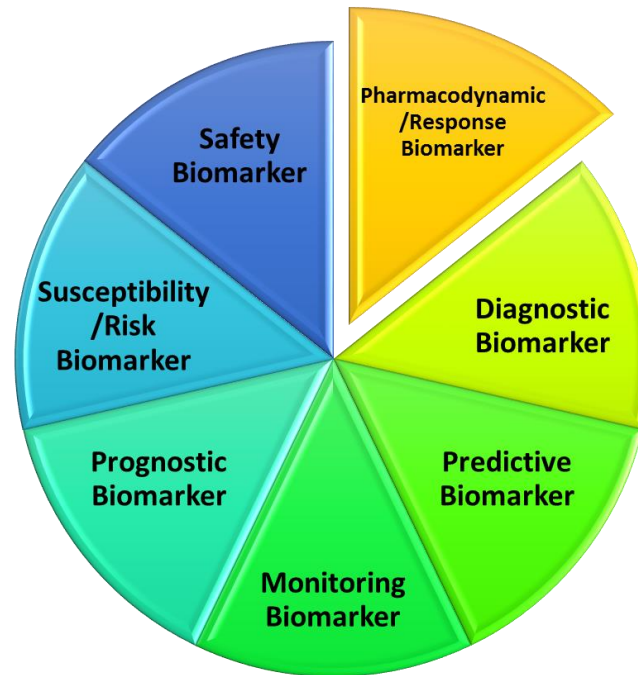 Pharmacodynamic
/Response
Biomarker
Diagnostic
Biomarker
Predictive
Biomarker
Monitoring
Biomarker
Prognostic
Biomarker
Susceptibility
/Risk
Biomarker
Safety
Biomarker